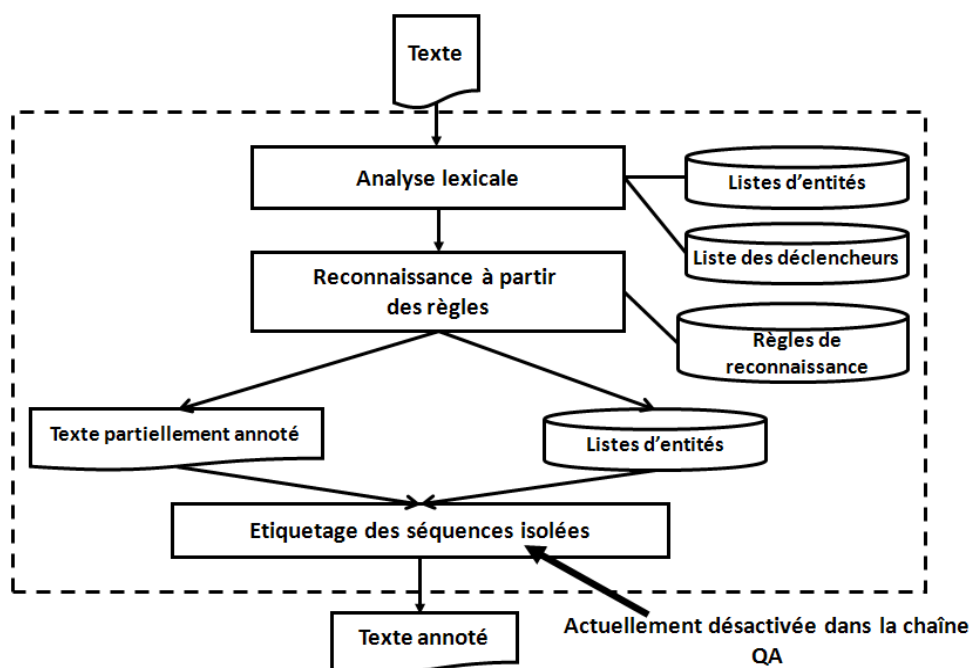 Texte
Analyse lexicale
Listes d'entités
Liste des déclencheurs
Reconnaissance à partir
des règles
Règles de
reconnaissance
Texte partiellement annoté
Listes d'entités
Etiquetage des séquences isolées
Texte annoté
Actuellement désactivée dans la chaîne
QA